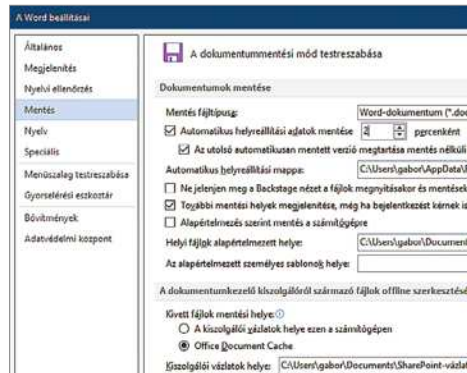 A Word beállításai
Általános
Megjelenítés
Nyelvi ellenőrzés
Mentés
Nyelv
Speciális
Menüszalag testreszabása
Gyorselérési eszköztár
Bővítmények
Adatvédelmi központ
A dokumentummentési mód testreszabása
Dokumentumok mentése
Mentés fájltípusa: Word-dokumentum (*.doc
Automatikus helyreállítási adatok mentése 2 percenként
Az utolsó automatikusan mentett verzió megtartása mentés nélküli
Automatikus helyreállítási mappa: C:\Users\gabor\AppData\
Ne jelenjen meg a Backstage nézet a fájlok megnyitásakor és mentések
További mentési helyek megjelenítése, még ha bejelentkezést kérnek is
Alapértelmezés szerint mentés a számítógépre
Helyi fájlok alapértelmezett helye: C:\Users\gabor\Document
Az alapértelmezett személyes sablonok helye:
A dokumentumkezelő kiszolgálóról származó fájlok offline szerkesztésé
Kivett fájlok mentési helye:
A kiszolgálói vázlatok helye ezen a számítógépen
Office Document Cache
Kiszolgálói vázlatok helye: C:\Users\gabor\Documents\SharePoint-vázlat